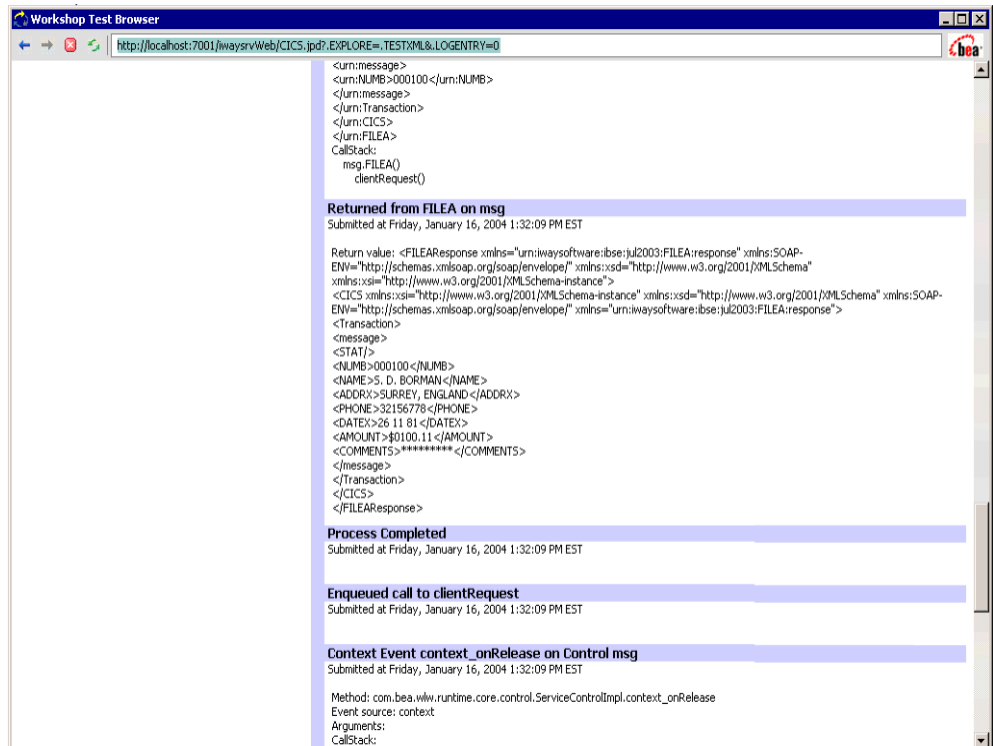 Workshop Test Browser
http://localhost:7001/iwaysrvWeb/CICS.jpd?.EXPLORE=.TESTXML&.LOGENTRY=0
bea
<urn:message>
<urn:NUMB>000100</urn:NUMB>
</urn:message>
</urn:Transaction>
</urn:CICS>
</urn:FILEA>
CallStack:
msg.FILEA()
clientRequest()
Returned from FILEA on msg
Submitted at Friday, January 16, 2004 1:32:09 PM EST
Return value: <FILEAResponse xmlns="urn:iwaysoftware:ibse:jul2003:FILEA:response" xmlns:SOAP-
ENV="http://schemas.xmlsoap.org/soap/envelope/" xmlns:xsd="http://www.w3.org/2001/XMLSchema"
xmlns:xsi="http://www.w3.org/2001/XMLSchema-instance">
<CICS xmlns:xsi="http://www.w3.org/2001/XMLSchema-instance" xmlns:xsd="http://www.w3.org/2001/XMLSchema" xmlns:SOAP-
ENV="http://schemas.xmlsoap.org/soap/envelope/" xmlns="urn:iwaysoftware:ibse:jul2003:FILEA:response">
<Transaction>
<message>
<STAT/>
<NUMB>000100</NUMB>
<NAME>S. D. BORMAN</NAME>
<ADDRX>SURREY, ENGLAND</ADDRX>
<PHONE>32156778</PHONE>
<DATEX>26 11 81</DATEX>
<AMOUNT>$0100.11</AMOUNT>
<COMMENTS>*********</COMMENTS>
</message>
</Transaction>
</CICS>
</FILEAResponse>
Process Completed
Submitted at Friday, January 16, 2004 1:32:09 PM EST
Enqueued call to clientRequest
Submitted at Friday, January 16, 2004 1:32:09 PM EST
Context Event context_onRelease on Control msg
Submitted at Friday, January 16, 2004 1:32:09 PM EST
Method: com.bea.wlw.runtime.core.control.ServiceControlImpl.context_onRelease
Event source: context
Arguments:
CallStack: